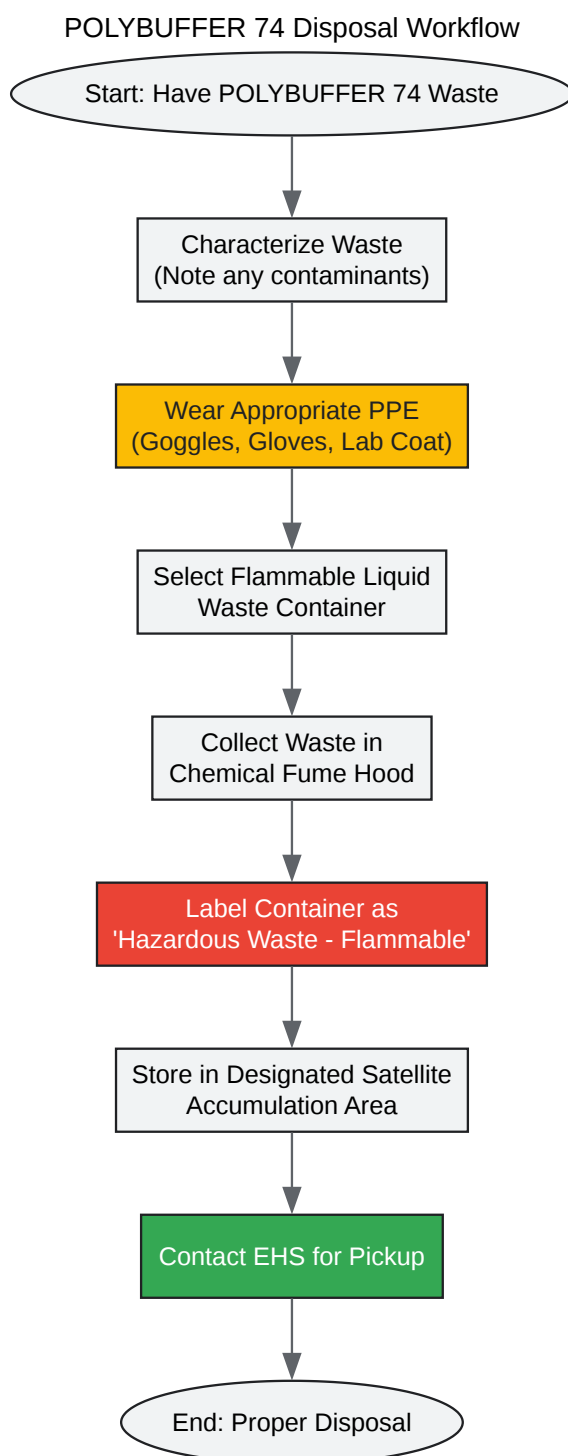 POLYBUFFER 74 Disposal Workflow
Start: Have POLYBUFFER 74 Waste
Characterize Waste
(Note any contaminants)
Wear Appropriate PPE
(Goggles, Gloves, Lab Coat)
Select Flammable Liquid
Waste Container
Collect Waste in
Chemical Fume Hood
Label Container as
'Hazardous Waste - Flammable'
Store in Designated Satellite
Accumulation Area
Contact EHS for Pickup
End: Proper Disposal